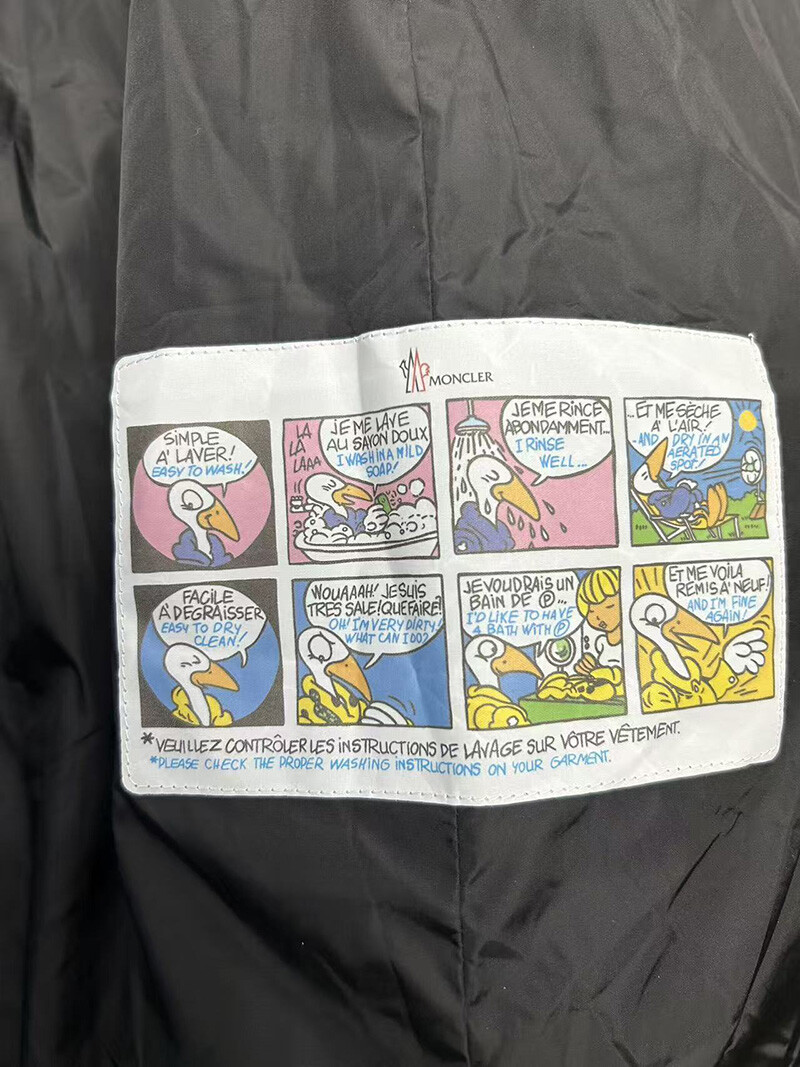 MONCLER
SIMPLE
A' LAVER!
EASY TO WASH!
LA
LA
LAAA
JE ME LAVE
AU SAVON DOUX
I WASH IN A MILD
SOAP!
JE ME RINCE
ABONDAMMENT...
I RINSE
WELL...
...ET ME SÈCHE
A' L'AIR!
-AND DRY IN AN
AERATED
SPOT!
FACILE
A' DEGRAISSER
EASY TO DRY
CLEAN!
WOUAAAH! JE SUIS
TRES SALE! QUE FAIRE?
OH! I'M VERY DIRTY!
WHAT CAN I DO?
JE VOUDRAIS UN
BAIN DE Ⓟ...
I'D LIKE TO HAVE
A BATH WITH Ⓟ
ET ME VOILA
REMIS A' NEUF!
AND I'M FINE
AGAIN!
*VEUILLEZ CONTRÔLER LES INSTRUCTIONS DE LAVAGE SUR VÔTRE VÊTEMENT.
*PLEASE CHECK THE PROPER WASHING INSTRUCTIONS ON YOUR GARMENT.